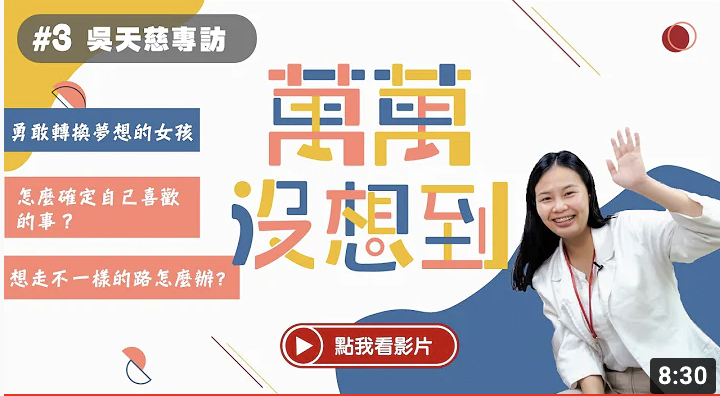 #3 吳天慈專訪
勇敢轉換夢想的女孩
怎麼確定自己喜歡
的事？
想走不一樣的路怎麼辦?
萬萬
沒想到
點我看影片
8:30